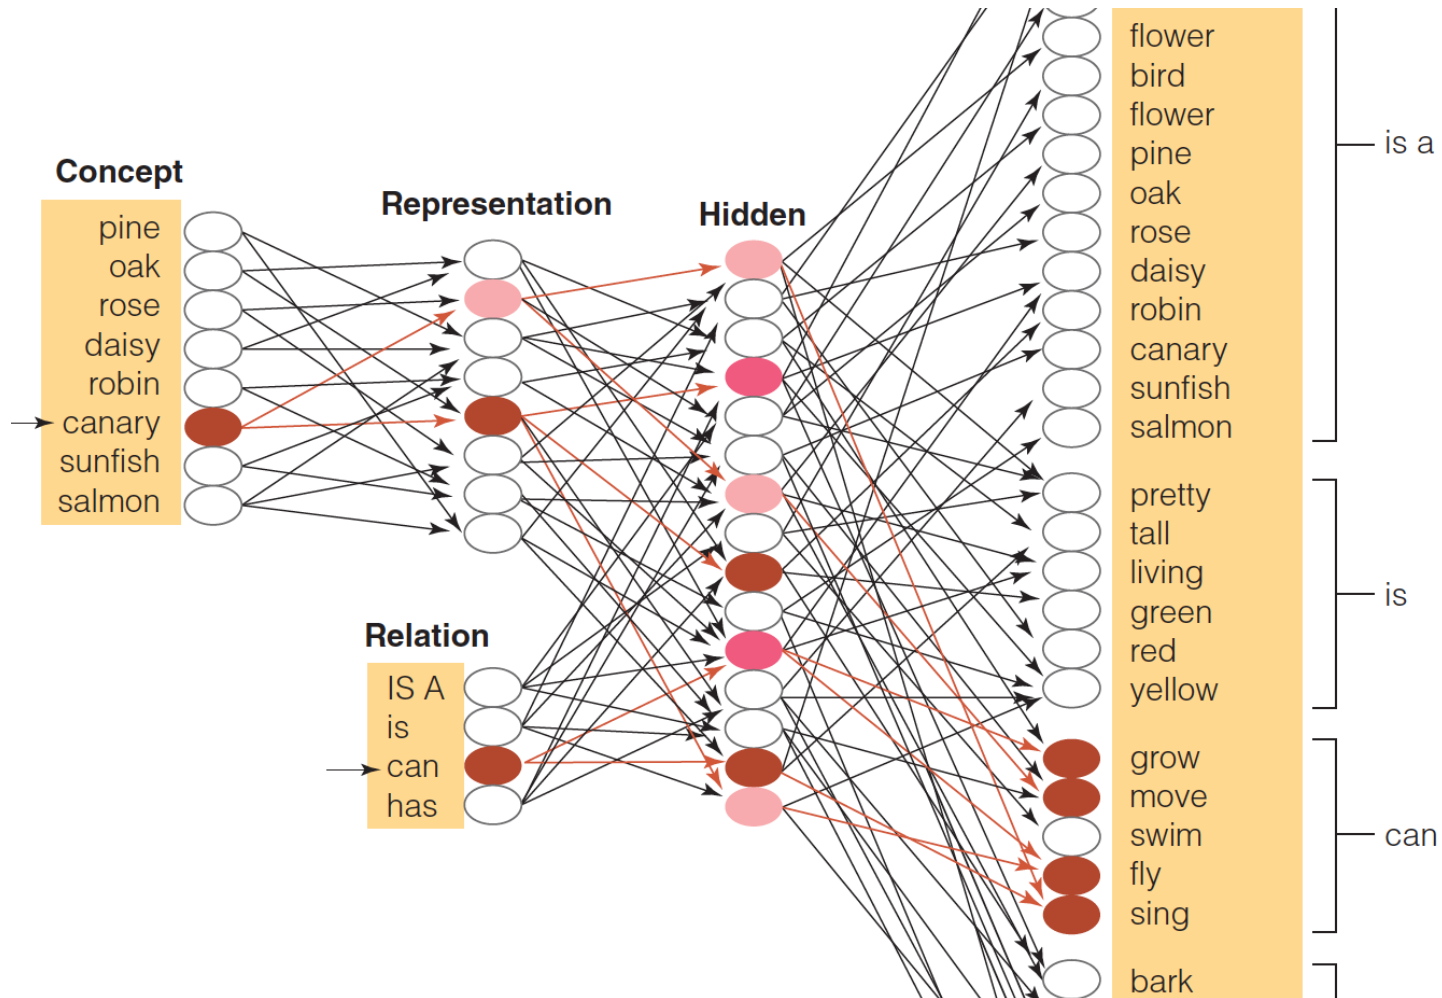 Concept
pine
oak
rose
daisy
robin
canary
sunfish
salmon
Representation
Relation
IS A
is
can
has
Hidden
flower
bird
flower
pine
oak
rose
daisy
robin
canary
sunfish
salmon
is a
pretty
tall
living
green
red
yellow
is
grow
move
swim
fly
sing
can
bark